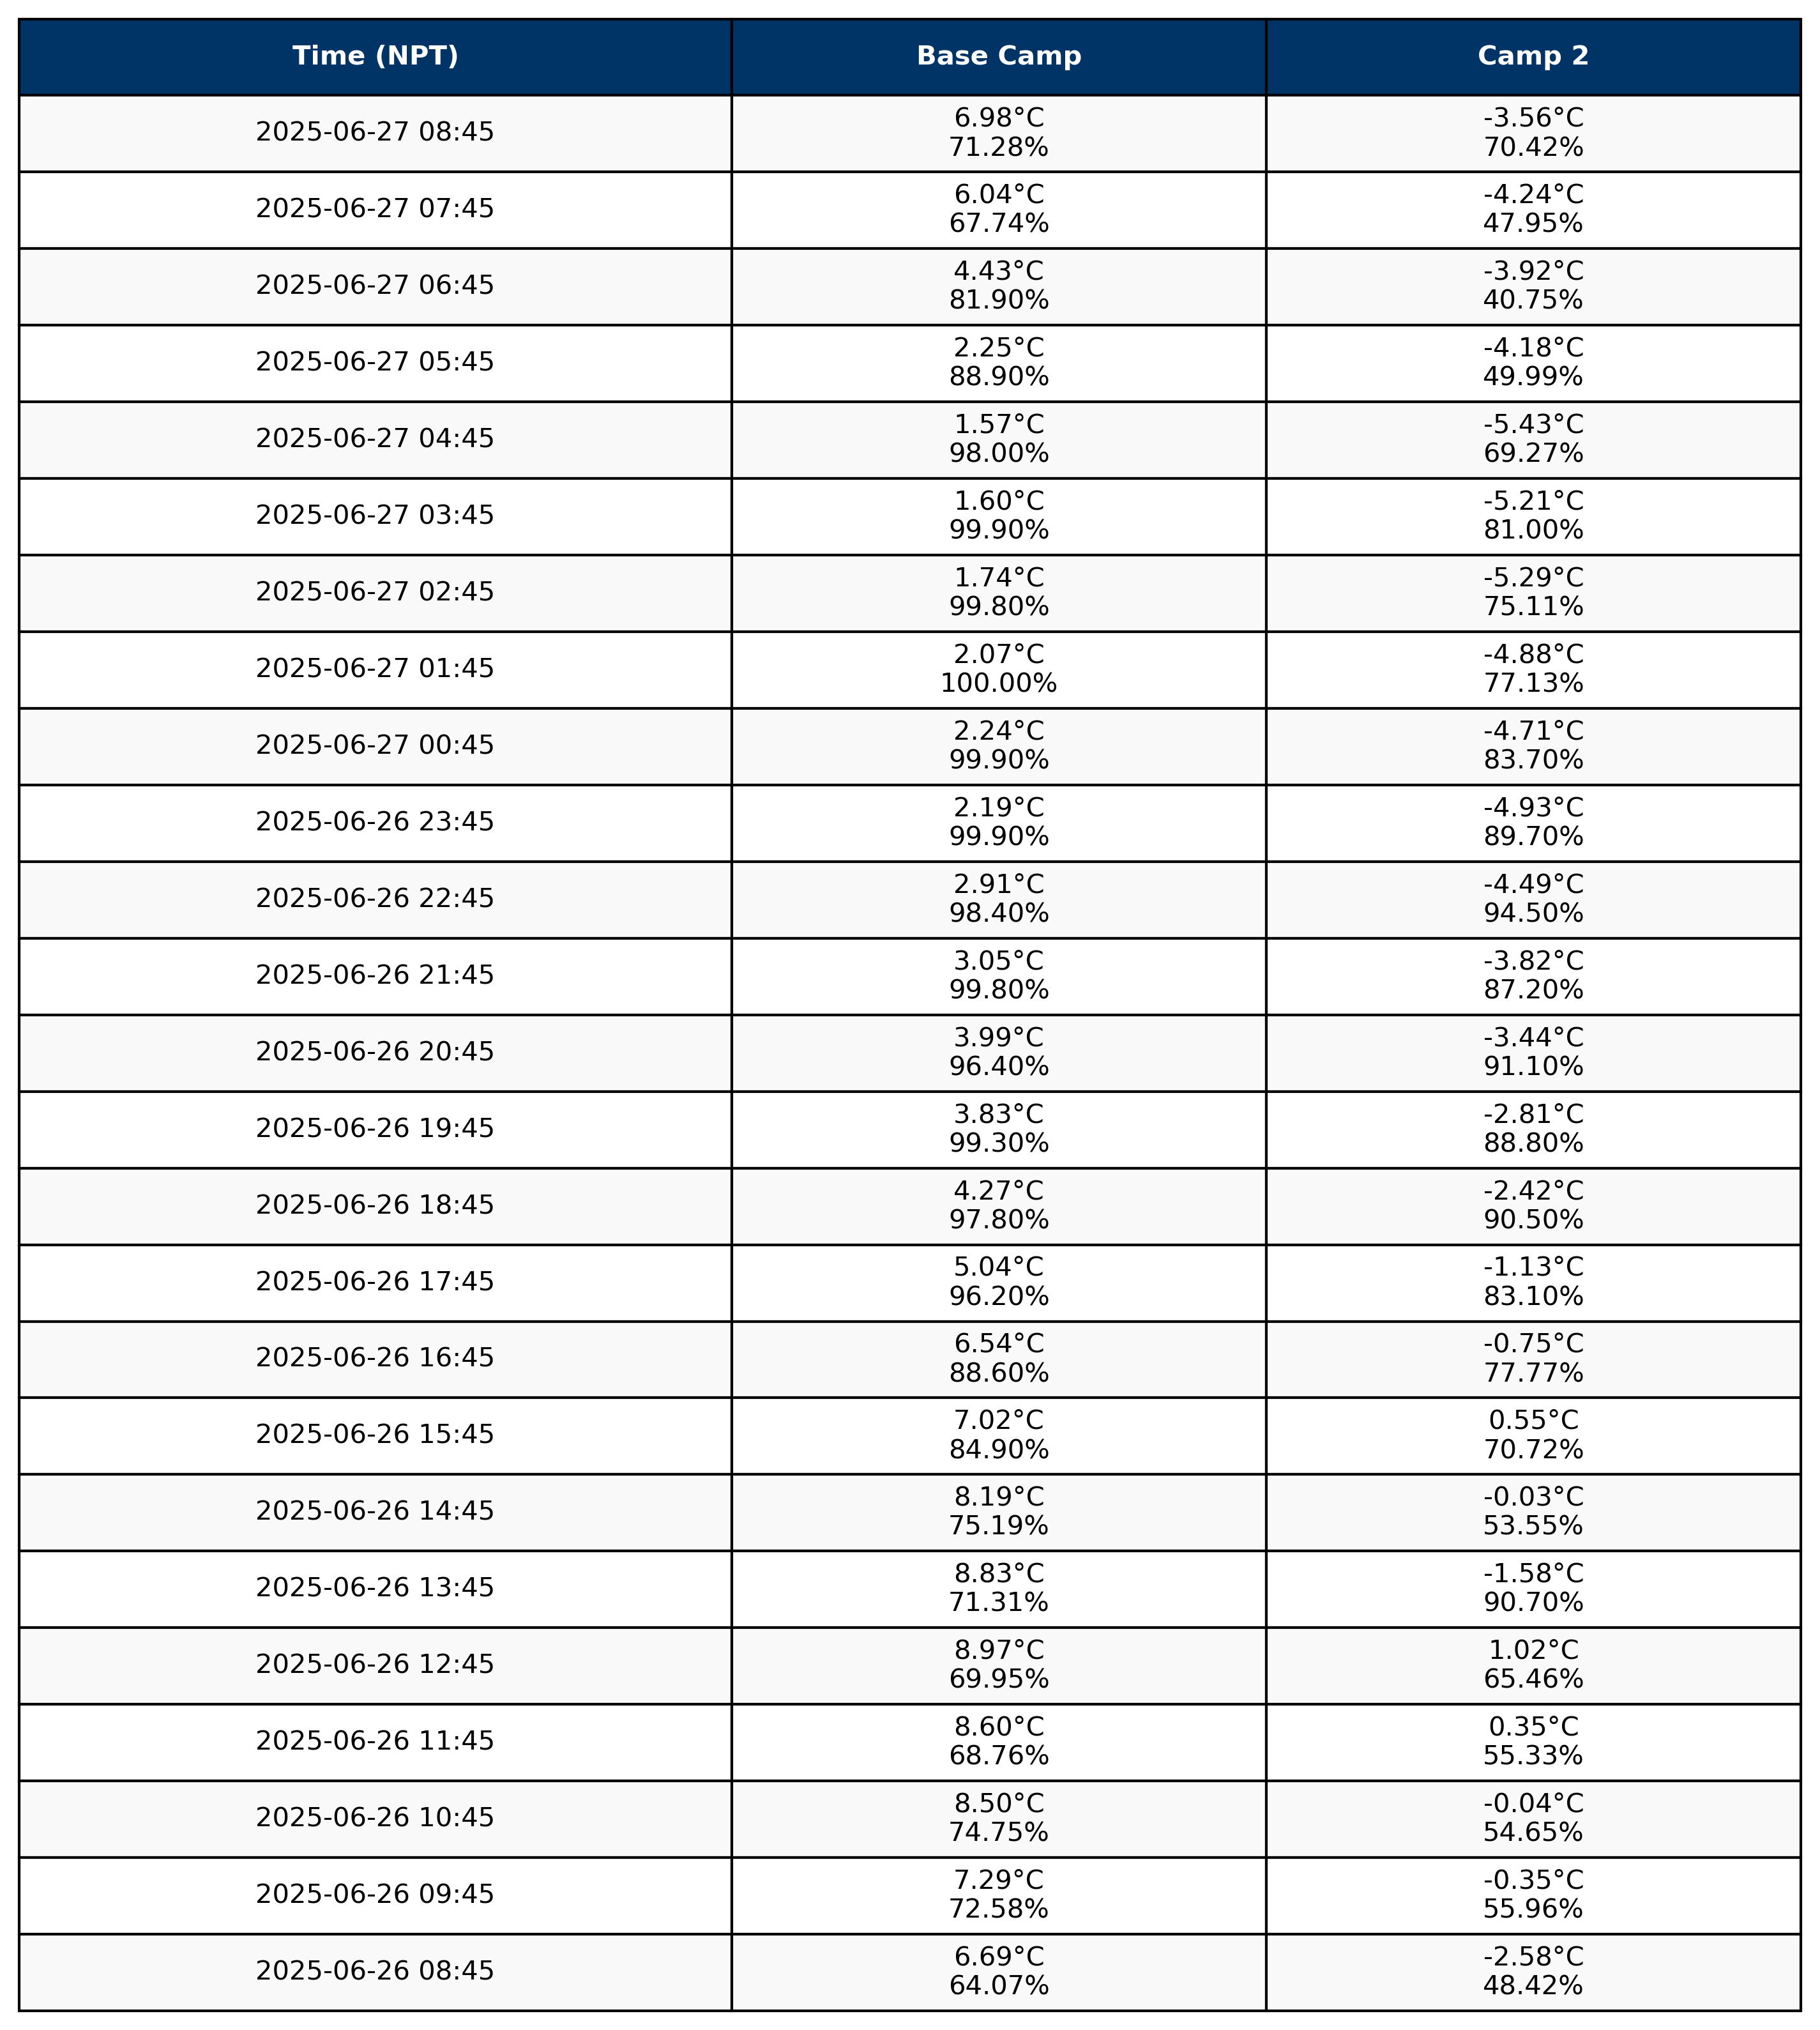 Time (NPT) Base Camp Camp 2
2025-06-27 08:45 6.98°C -3.56°C
71.28% 70.42%
2025-06-27 07:45 6.04°C -4.24°C
67.74% 47.95%
2025-06-27 06:45 4.43°C -3.92°C
81.90% 40.75%
2025-06-27 05:45 2.25°C -4.18°C
88.90% 49.99%
2025-06-27 04:45 1.57°C -5.43°C
98.00% 69.27%
2025-06-27 03:45 1.60°C -5.21°C
99.90% 81.00%
2025-06-27 02:45 1.74°C -5.29°C
99.80% 75.11%
2025-06-27 01:45 2.07°C -4.88°C
100.00% 77.13%
2025-06-27 00:45 2.24°C -4.71°C
99.90% 83.70%
2025-06-26 23:45 2.19°C -4.93°C
99.90% 89.70%
2025-06-26 22:45 2.91°C -4.49°C
98.40% 94.50%
2025-06-26 21:45 3.05°C -3.82°C
99.80% 87.20%
2025-06-26 20:45 3.99°C -3.44°C
96.40% 91.10%
2025-06-26 19:45 3.83°C -2.81°C
99.30% 88.80%
2025-06-26 18:45 4.27°C -2.42°C
97.80% 90.50%
2025-06-26 17:45 5.04°C -1.13°C
96.20% 83.10%
2025-06-26 16:45 6.54°C -0.75°C
88.60% 77.77%
2025-06-26 15:45 7.02°C 0.55°C
84.90% 70.72%
2025-06-26 14:45 8.19°C -0.03°C
75.19% 53.55%
2025-06-26 13:45 8.83°C -1.58°C
71.31% 90.70%
2025-06-26 12:45 8.97°C 1.02°C
69.95% 65.46%
2025-06-26 11:45 8.60°C 0.35°C
68.76% 55.33%
2025-06-26 10:45 8.50°C -0.04°C
74.75% 54.65%
2025-06-26 09:45 7.29°C -0.35°C
72.58% 55.96%
2025-06-26 08:45 6.69°C -2.58°C
64.07% 48.42%